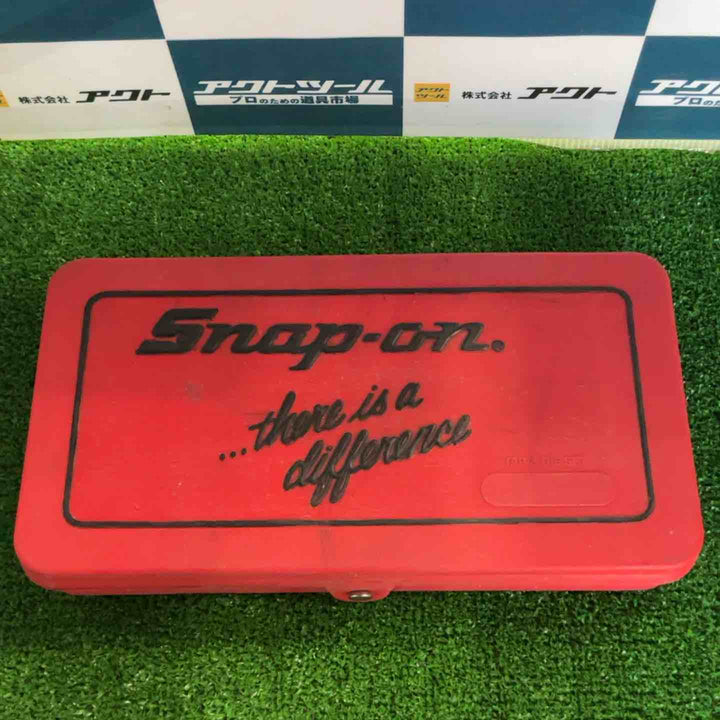 株式会社 アクト
アクトツール
プロのための道具市場
アクト
ツール
株式会社 アクト
アクトツール
プロのための道具市場
Snap-on.
...there is a
difference